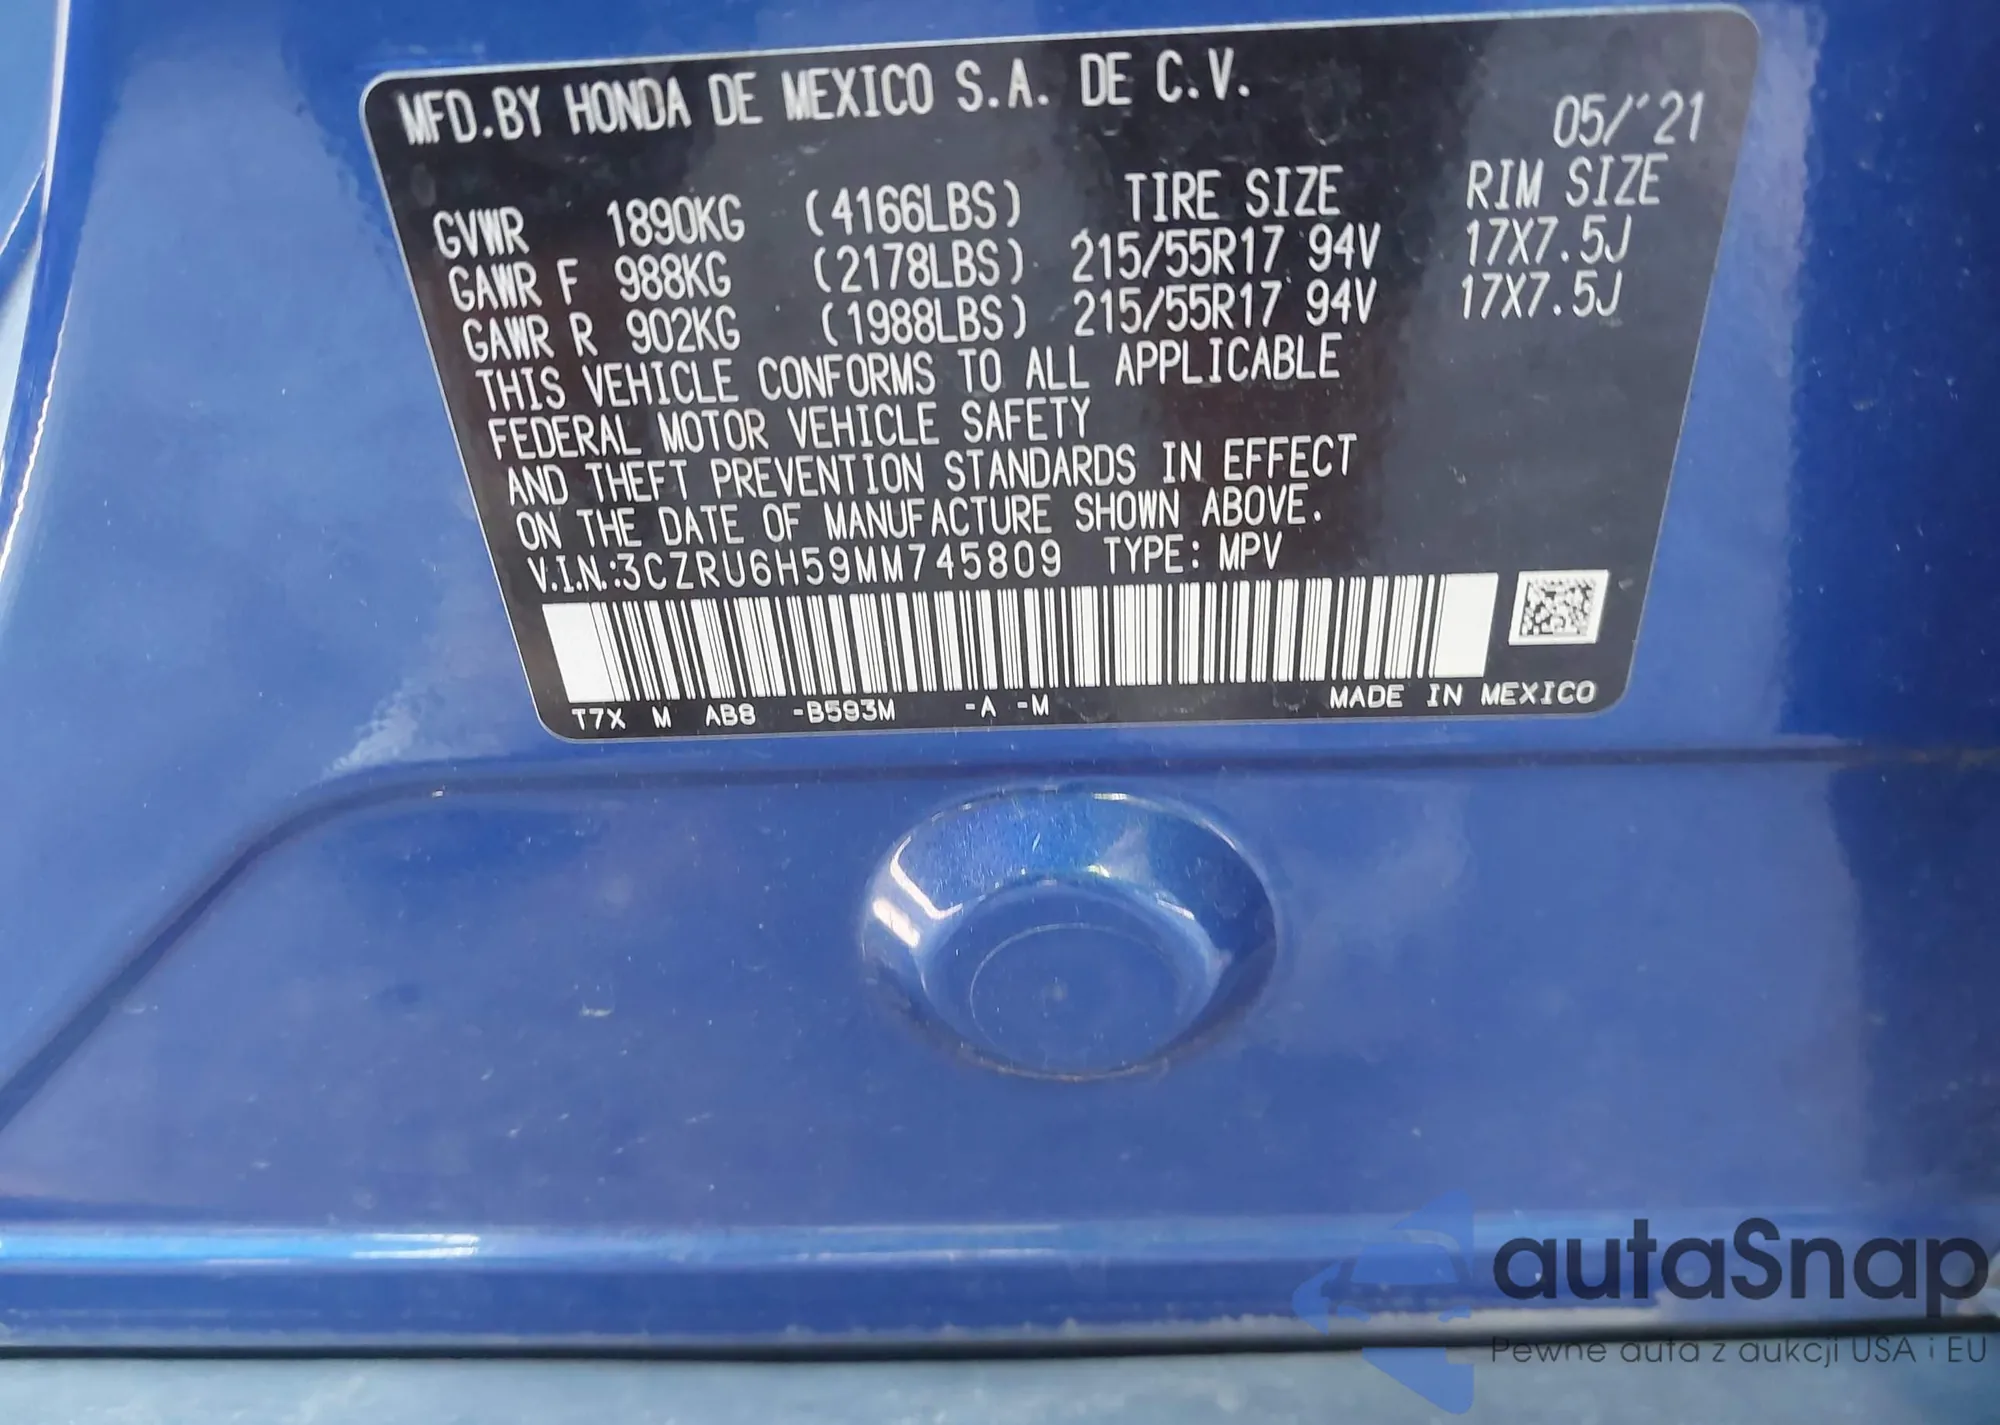 MFD.BY HONDA DE MEXICO S.A. DE C.V.
05/'21
GVWR 1890KG (4166LBS) TIRE SIZE RIM SIZE
GAWR F 988KG (2178LBS) 215/55R17 94V 17X7.5J
GAWR R 902KG (1988LBS) 215/55R17 94V 17X7.5J
THIS VEHICLE CONFORMS TO ALL APPLICABLE
FEDERAL MOTOR VEHICLE SAFETY
AND THEFT PREVENTION STANDARDS IN EFFECT
ON THE DATE OF MANUFACTURE SHOWN ABOVE.
V.I.N.:3CZRU6H59MM745809 TYPE: MPV
T7X M AB8 -B593M -A -M MADE IN MEXICO
autaSnap
Pewne auta z aukcji USA i EU